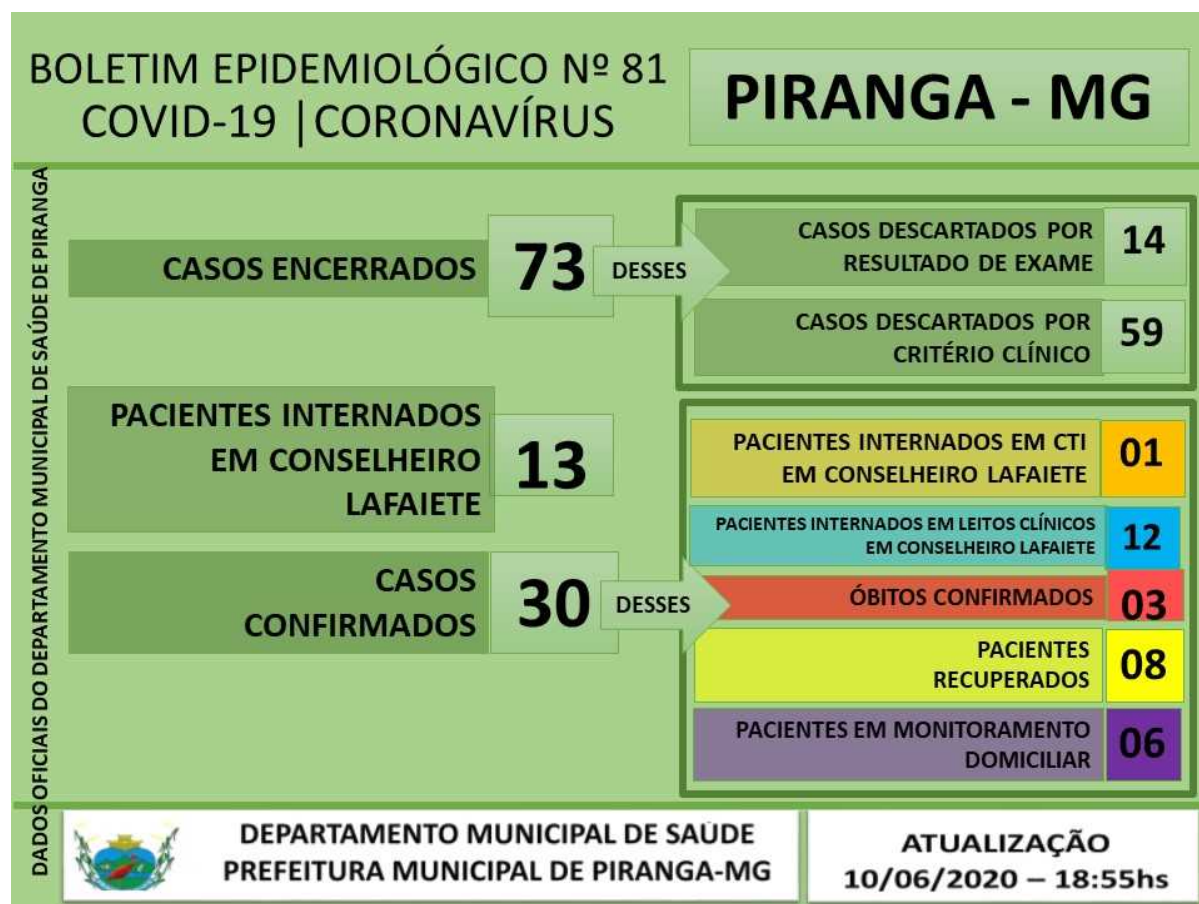 BOLETIM EPIDEMIOLÓGICO Nº 81
COVID-19 |CORONAVÍRUS
PIRANGA - MG
DADOS OFICIAIS DO DEPARTAMENTO MUNICIPAL DE SAÚDE DE PIRANGA
CASOS ENCERRADOS
73
DESSES
CASOS DESCARTADOS POR
RESULTADO DE EXAME
14
CASOS DESCARTADOS POR
CRITÉRIO CLÍNICO
59
PACIENTES INTERNADOS
EM CONSELHEIRO
LAFAIETE
13
CASOS
CONFIRMADOS
30
DESSES
PACIENTES INTERNADOS EM CTI
EM CONSELHEIRO LAFAIETE
01
PACIENTES INTERNADOS EM LEITOS CLÍNICOS
EM CONSELHEIRO LAFAIETE
12
ÓBITOS CONFIRMADOS
03
PACIENTES
RECUPERADOS
08
PACIENTES EM MONITORAMENTO
DOMICILIAR
06
DEPARTAMENTO MUNICIPAL DE SAÚDE
PREFEITURA MUNICIPAL DE PIRANGA-MG
ATUALIZAÇÃO
10/06/2020 – 18:55hs